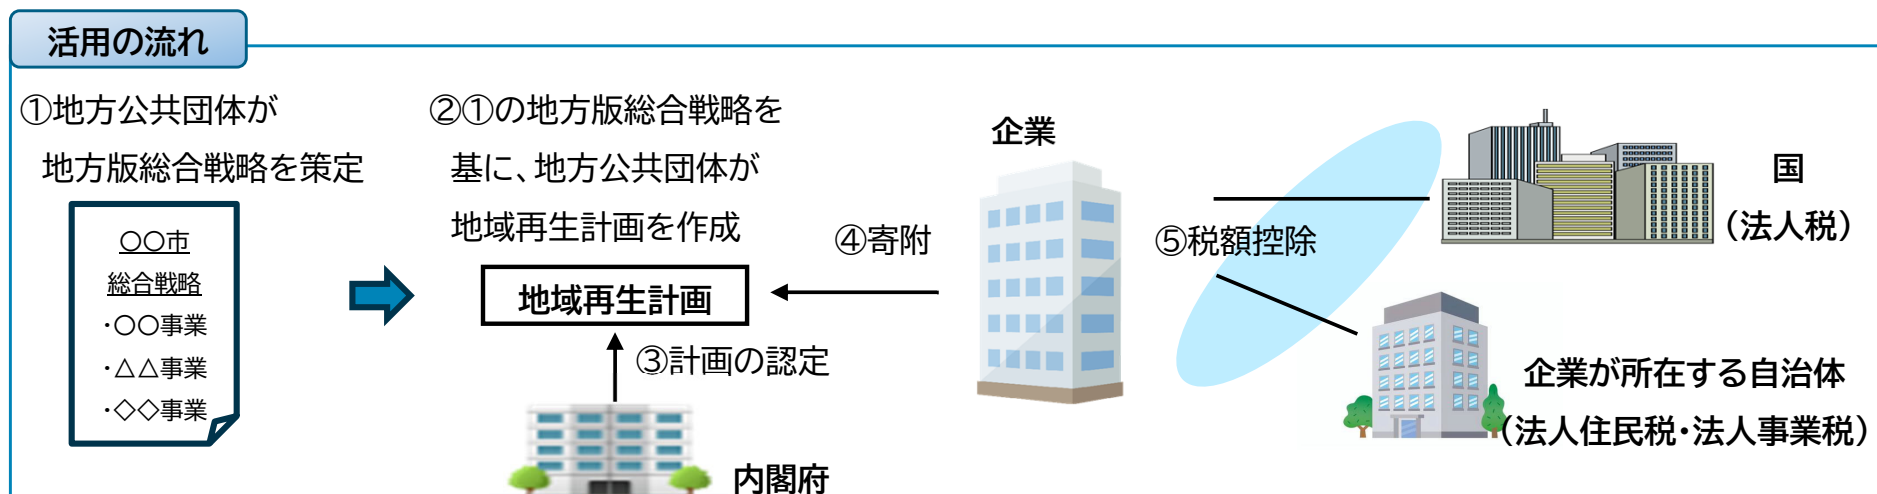 活用の流れ
①地方公共団体が
地方版総合戦略を策定
〇〇市
総合戦略
・〇〇事業
・△△事業
・◇◇事業
②①の地方版総合戦略を
基に、地方公共団体が
地域再生計画を作成
地域再生計画
③計画の認定
内閣府
④寄附
企業
⑤税額控除
国
（法人税）
企業が所在する自治体
（法人住民税・法人事業税）